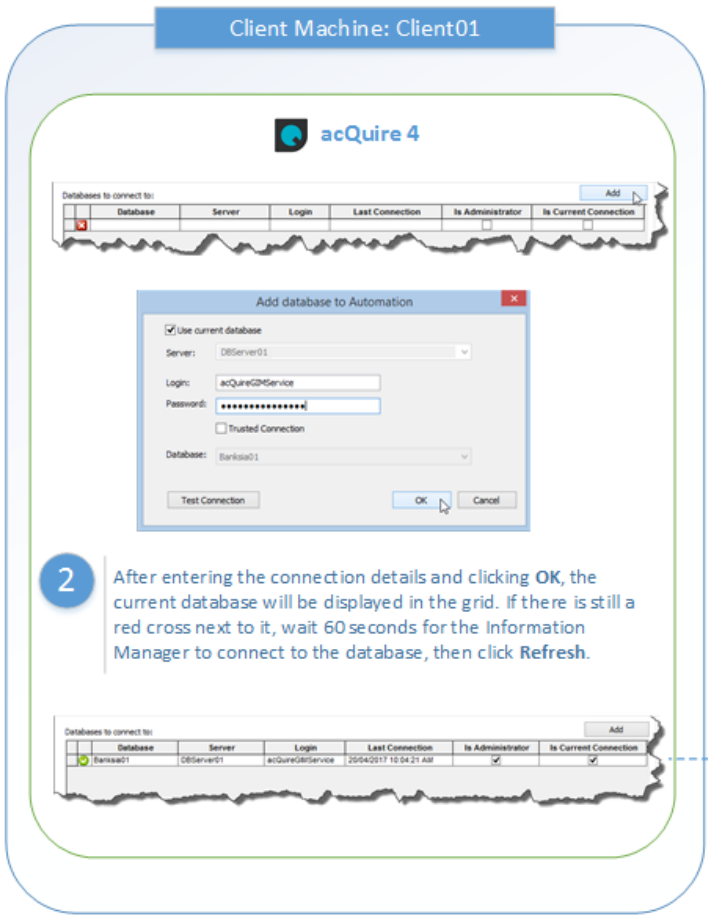 Client Machine: Client01
acQuire 4
Add
Databases to connect to:
Database Server Login Last Connection Is Administrator Is Current Connection
Add database to Automation
Use current database
Server: DBServer01
Login: acQuireGIMService
Password: •••••••••••••••
Trusted Connection
Database: Banksia01
Test Connection OK Cancel
2
After entering the connection details and clicking OK, the
current database will be displayed in the grid. If there is still a
red cross next to it, wait 60 seconds for the Information
Manager to connect to the database, then click Refresh.
Add
Databases to connect to:
Database Server Login Last Connection Is Administrator Is Current Connection
Banksia01 DBServer01 acQuireGIMService 20/04/2017 10:04:21 AM